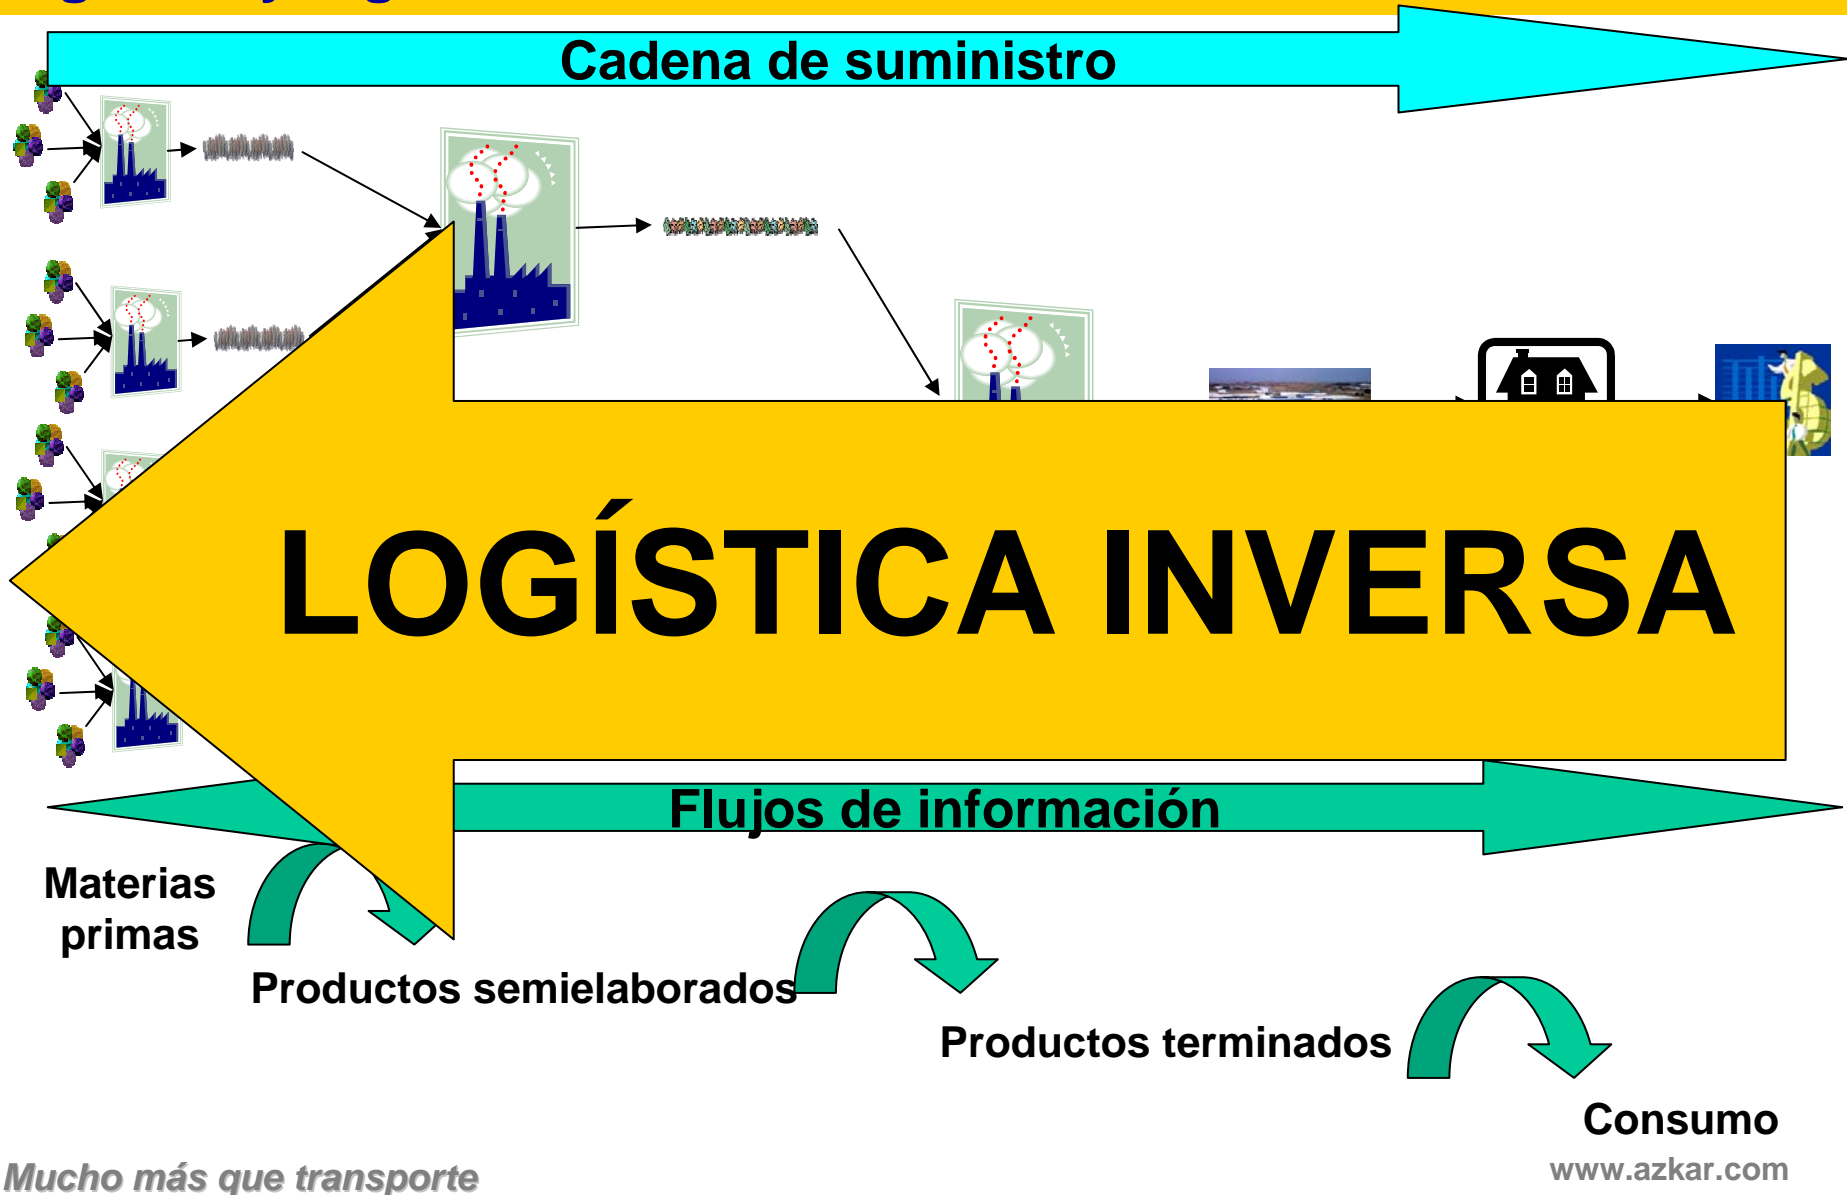 Cadena de suministro
LOGÍSTICA INVERSA
Flujos de información
Materias
primas
Productos semielaborados
Productos terminados
Consumo
Mucho más que transporte
www.azkar.com